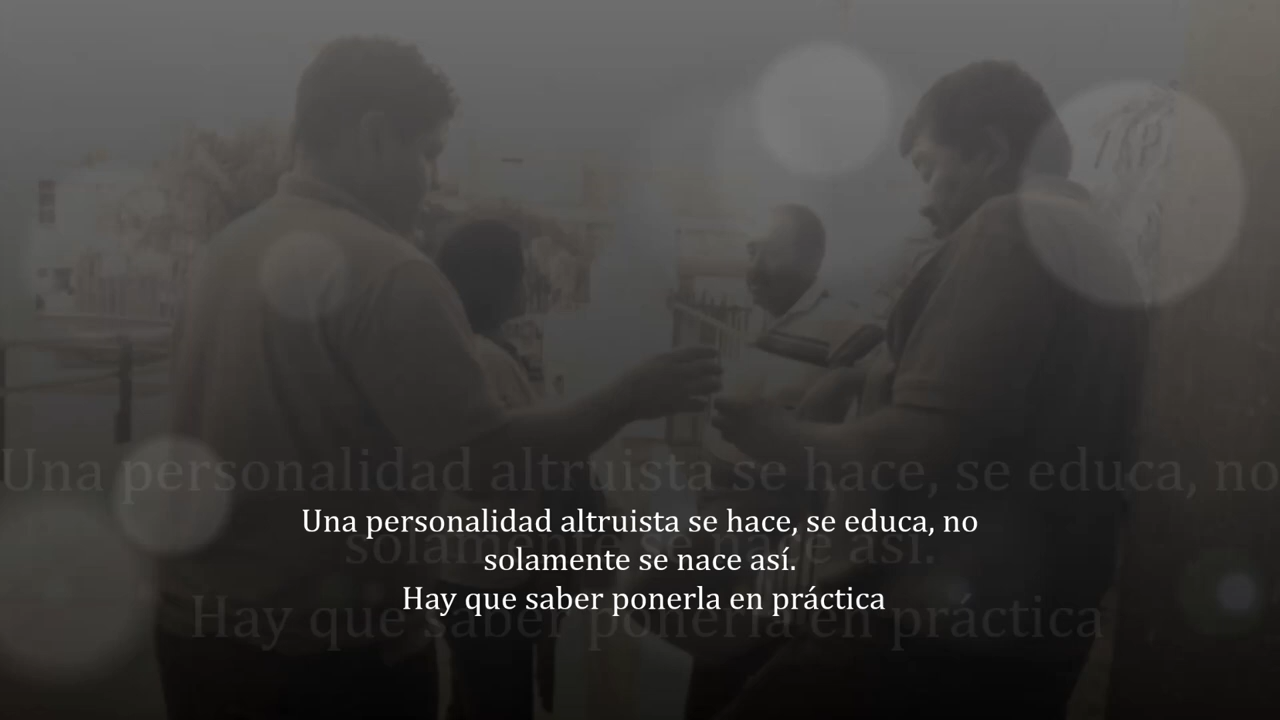 Una personalidad altruista se hace, se educa, no
solamente se nace así.
Hay que saber ponerla en práctica